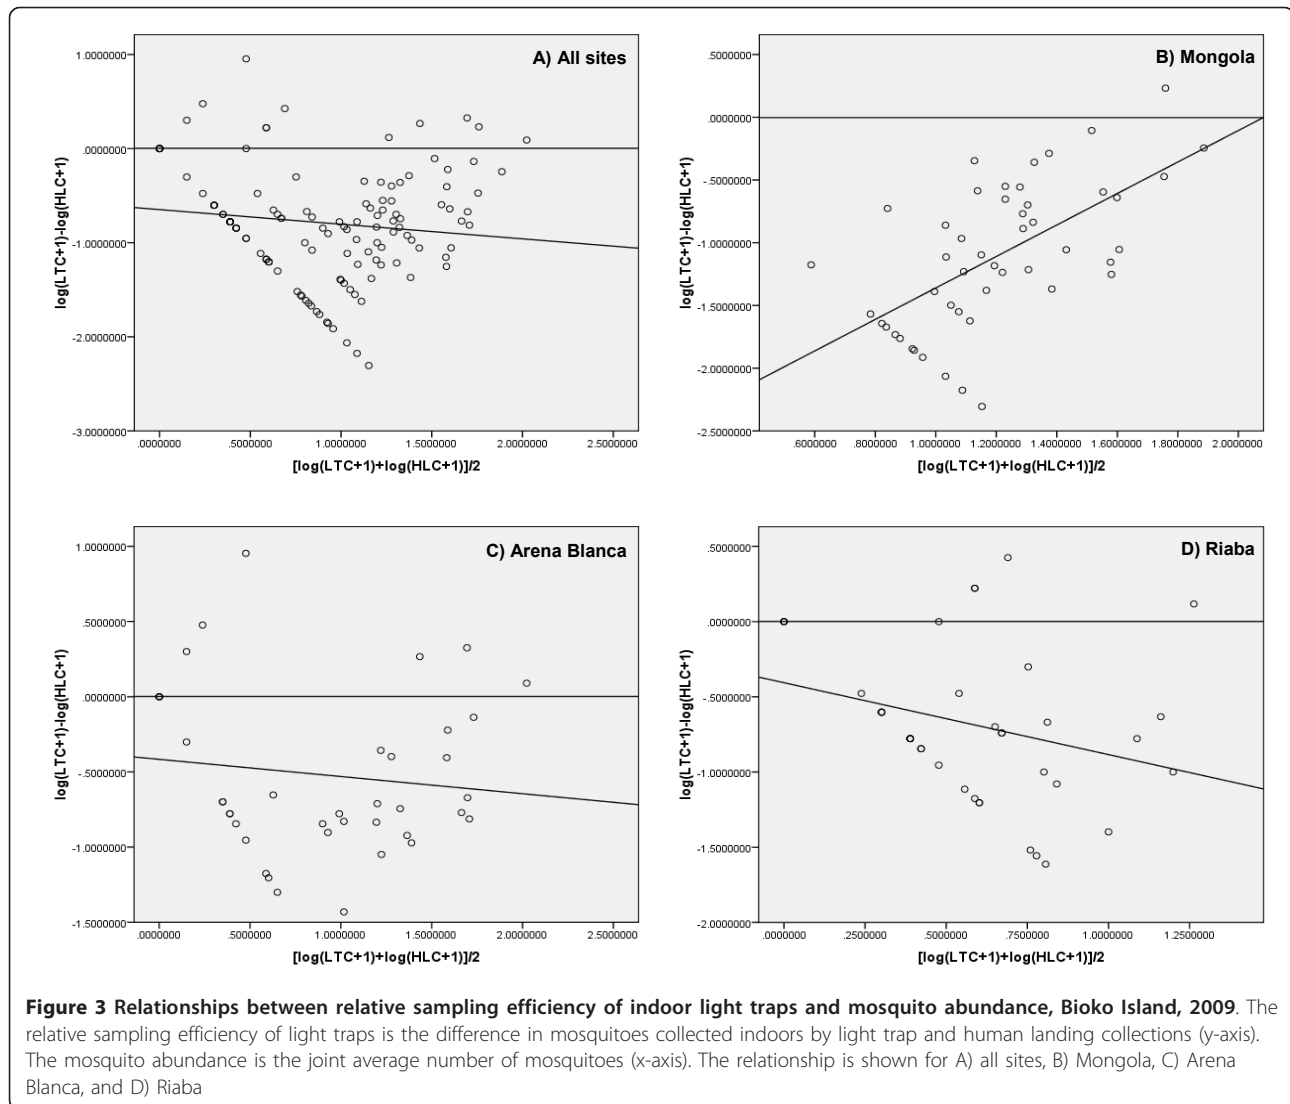 A) All sites
1.0000000
.0000000
-1.0000000
-2.0000000
-3.0000000
log(LTC+1)-log(HLC+1)
.0000000 .5000000 1.0000000 1.5000000 2.0000000 2.5000000
[log(LTC+1)+log(HLC+1)]/2
B) Mongola
.5000000
.0000000
-.5000000
-1.0000000
-1.5000000
-2.0000000
-2.5000000
log(LTC+1)-log(HLC+1)
.6000000 .8000000 1.0000000 1.2000000 1.4000000 1.6000000 1.8000000 2.0000000
[log(LTC+1)+log(HLC+1)]/2
C) Arena Blanca
1.0000000
.5000000
.0000000
-.5000000
-1.0000000
-1.5000000
log(LTC+1)-log(HLC+1)
.0000000 .5000000 1.0000000 1.5000000 2.0000000 2.5000000
[log(LTC+1)+log(HLC+1)]/2
D) Riaba
.5000000
.0000000
-.5000000
-1.0000000
-1.5000000
-2.0000000
log(LTC+1)-log(HLC+1)
.0000000 .2500000 .5000000 .7500000 1.0000000 1.2500000
[log(LTC+1)+log(HLC+1)]/2
Figure 3 Relationships between relative sampling efficiency of indoor light traps and mosquito abundance, Bioko Island, 2009. The
relative sampling efficiency of light traps is the difference in mosquitoes collected indoors by light trap and human landing collections (y-axis).
The mosquito abundance is the joint average number of mosquitoes (x-axis). The relationship is shown for A) all sites, B) Mongola, C) Arena
Blanca, and D) Riaba